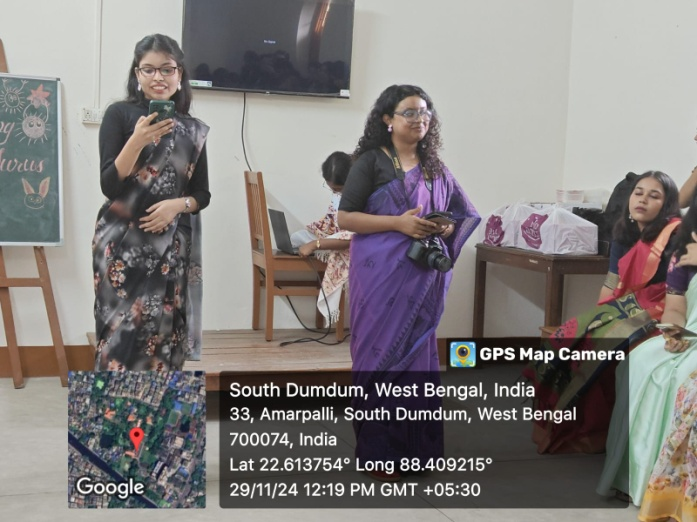 GPS Map Camera
South Dumdum, West Bengal, India
33, Amarpalli, South Dumdum, West Bengal
700074, India
Lat 22.613754° Long 88.409215°
29/11/24 12:19 PM GMT +05:30
Google